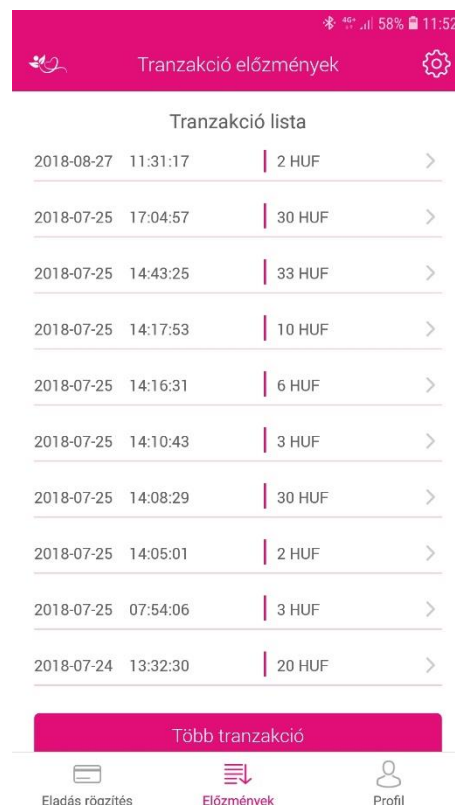 58% 11:52
Tranzakció előzmények
Tranzakció lista
2018-08-27 11:31:17 2 HUF
2018-07-25 17:04:57 30 HUF
2018-07-25 14:43:25 33 HUF
2018-07-25 14:17:53 10 HUF
2018-07-25 14:16:31 6 HUF
2018-07-25 14:10:43 3 HUF
2018-07-25 14:08:29 30 HUF
2018-07-25 14:05:01 2 HUF
2018-07-25 07:54:06 3 HUF
2018-07-24 13:32:30 20 HUF
Több tranzakció
Eladás rögzítés Előzmények Profil